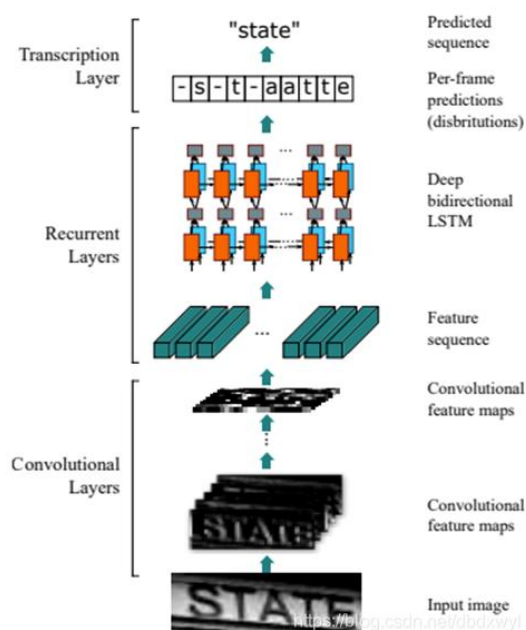 "state"
Predicted
sequence
Transcription
Layer
-s-t-aatte
Per-frame
predictions
(disbritutions)
Recurrent
Layers
Deep
bidirectional
LSTM
Feature
sequence
Convolutional
feature maps
Convolutional
Layers
STATE
Convolutional
feature maps
STATE
Input image
https://blog.csdn.net/dbdxwyl